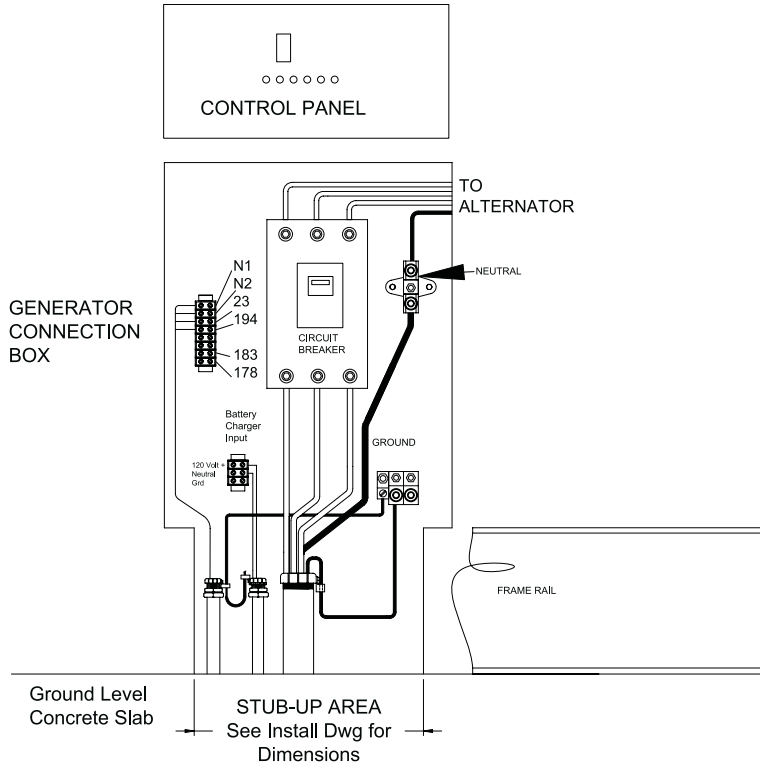 CONTROL PANEL
TO
ALTERNATOR
NEUTRAL
N1
N2
23
194
183
178
GENERATOR
CONNECTION
BOX
CIRCUIT
BREAKER
Battery
Charger
Input
GROUND
120 Volt +
Neutral
Grd
FRAME RAIL
Ground Level
Concrete Slab
STUB-UP AREA
See Install Dwg for
Dimensions